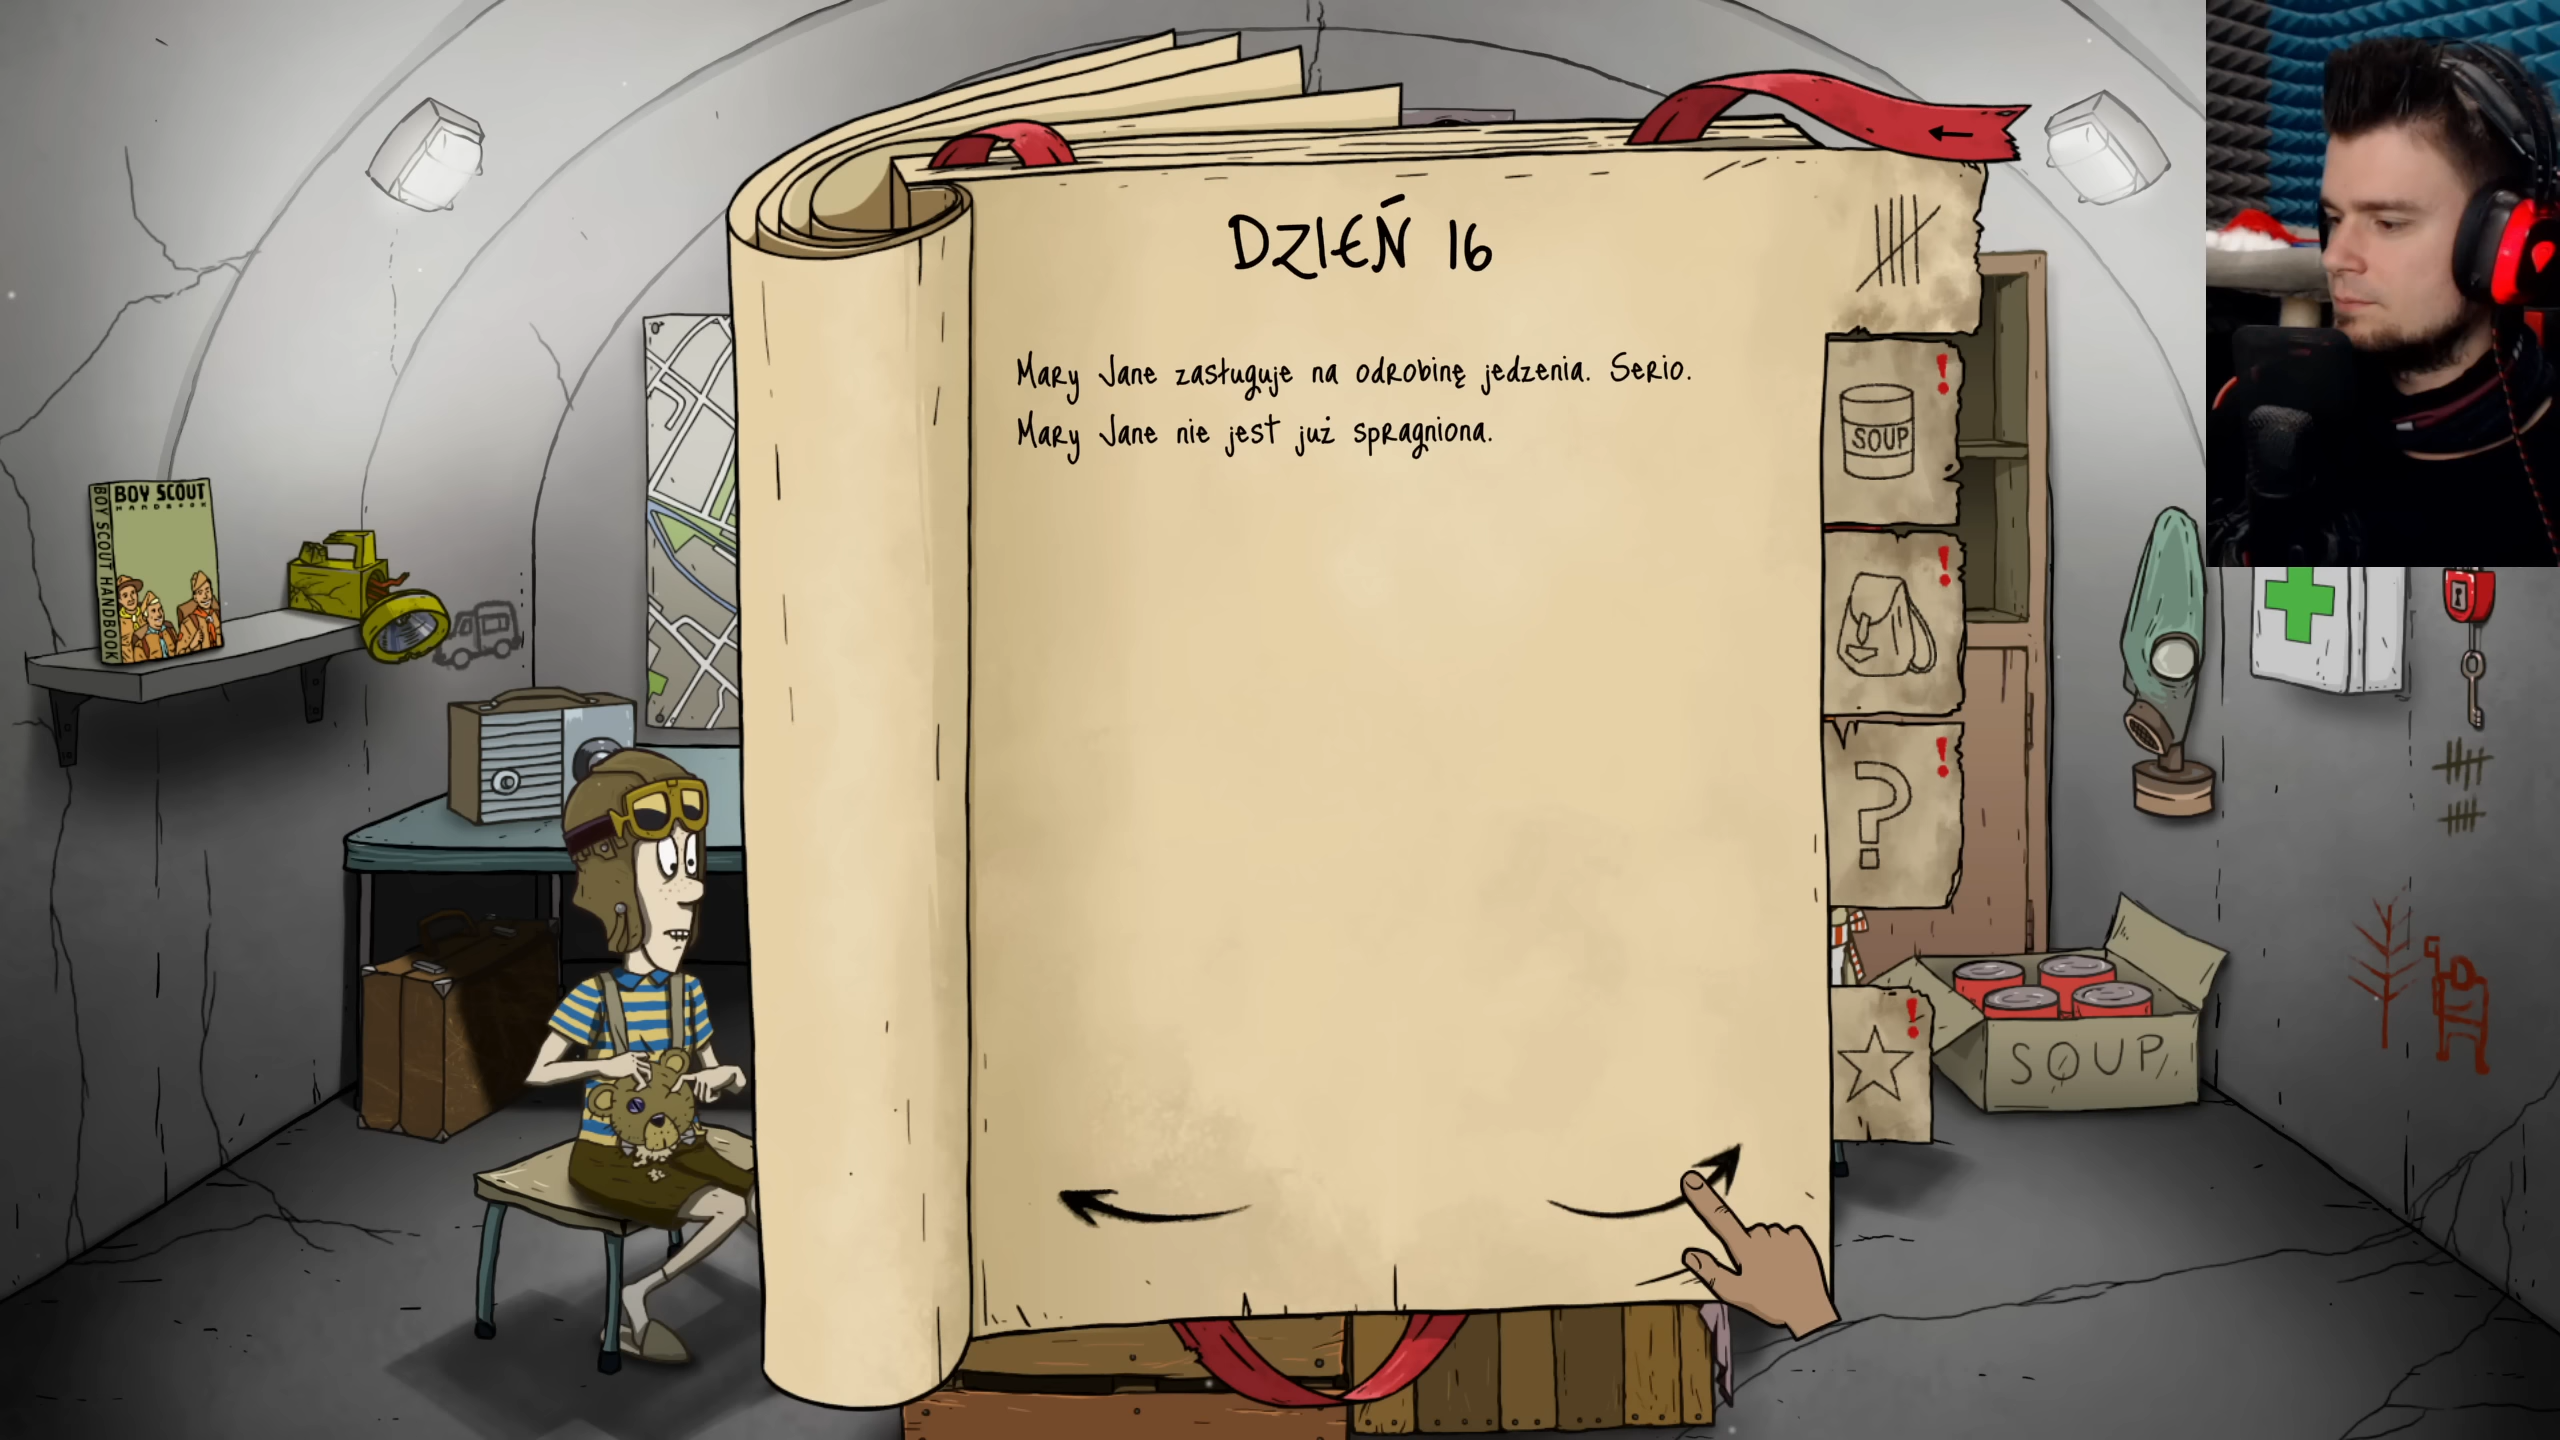 DZIEŃ 16
Mary Jane zasługuje na odrobinę jedzenia. Serio.
Mary Jane nie jest już spragniona.
BOY SCOUT
HANDBOOK
BOY SCOUT HANDBOOK
SOUP
SOUP